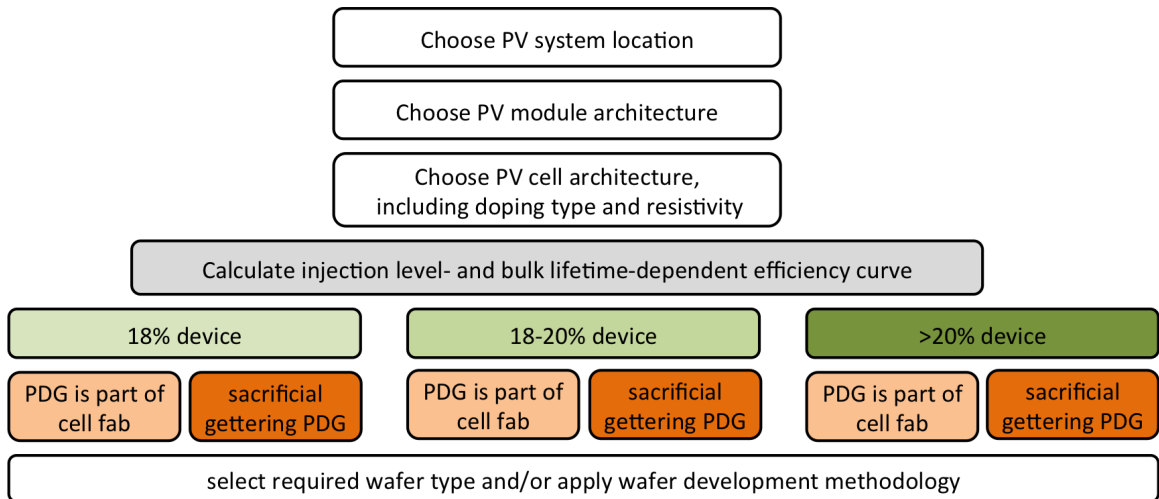 Choose PV system location
Choose PV module architecture
Choose PV cell architecture,
including doping type and resistivity
Calculate injection level- and bulk lifetime-dependent efficiency curve
18% device
18-20% device
>20% device
PDG is part of
cell fab
sacrificial
gettering PDG
PDG is part of
cell fab
sacrificial
gettering PDG
PDG is part of
cell fab
sacrificial
gettering PDG
select required wafer type and/or apply wafer development methodology